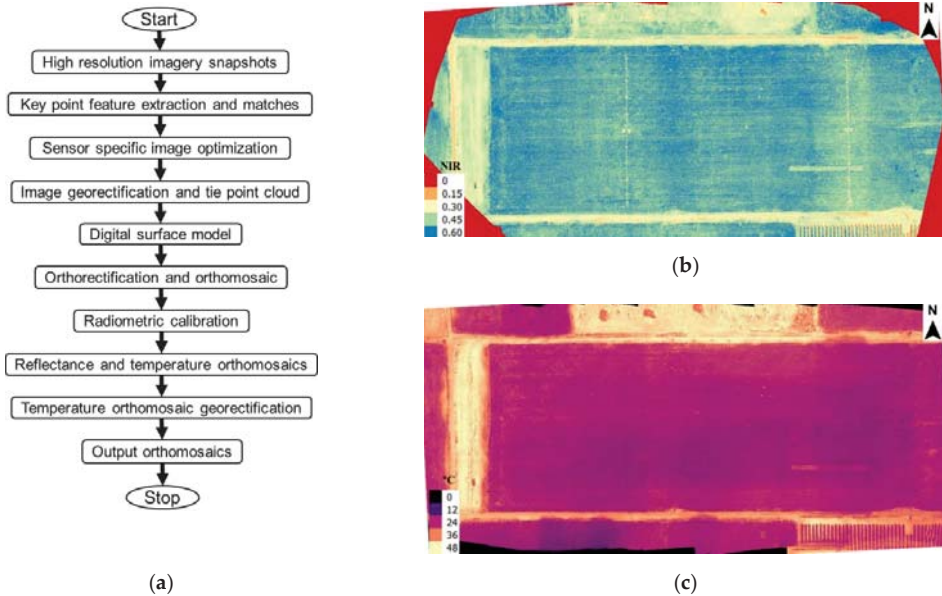 Start
High resolution imagery snapshots
Key point feature extraction and matches
Sensor specific image optimization
Image georectification and tie point cloud
Digital surface model
Orthorectification and orthomosaic
Radiometric calibration
Reflectance and temperature orthomosaics
Temperature orthomosaic georectification
Output orthomosaics
Stop
(a)
N
NIR
0
0.15
0.30
0.45
0.60
(b)
N
°C
0
12
24
36
48
(c)